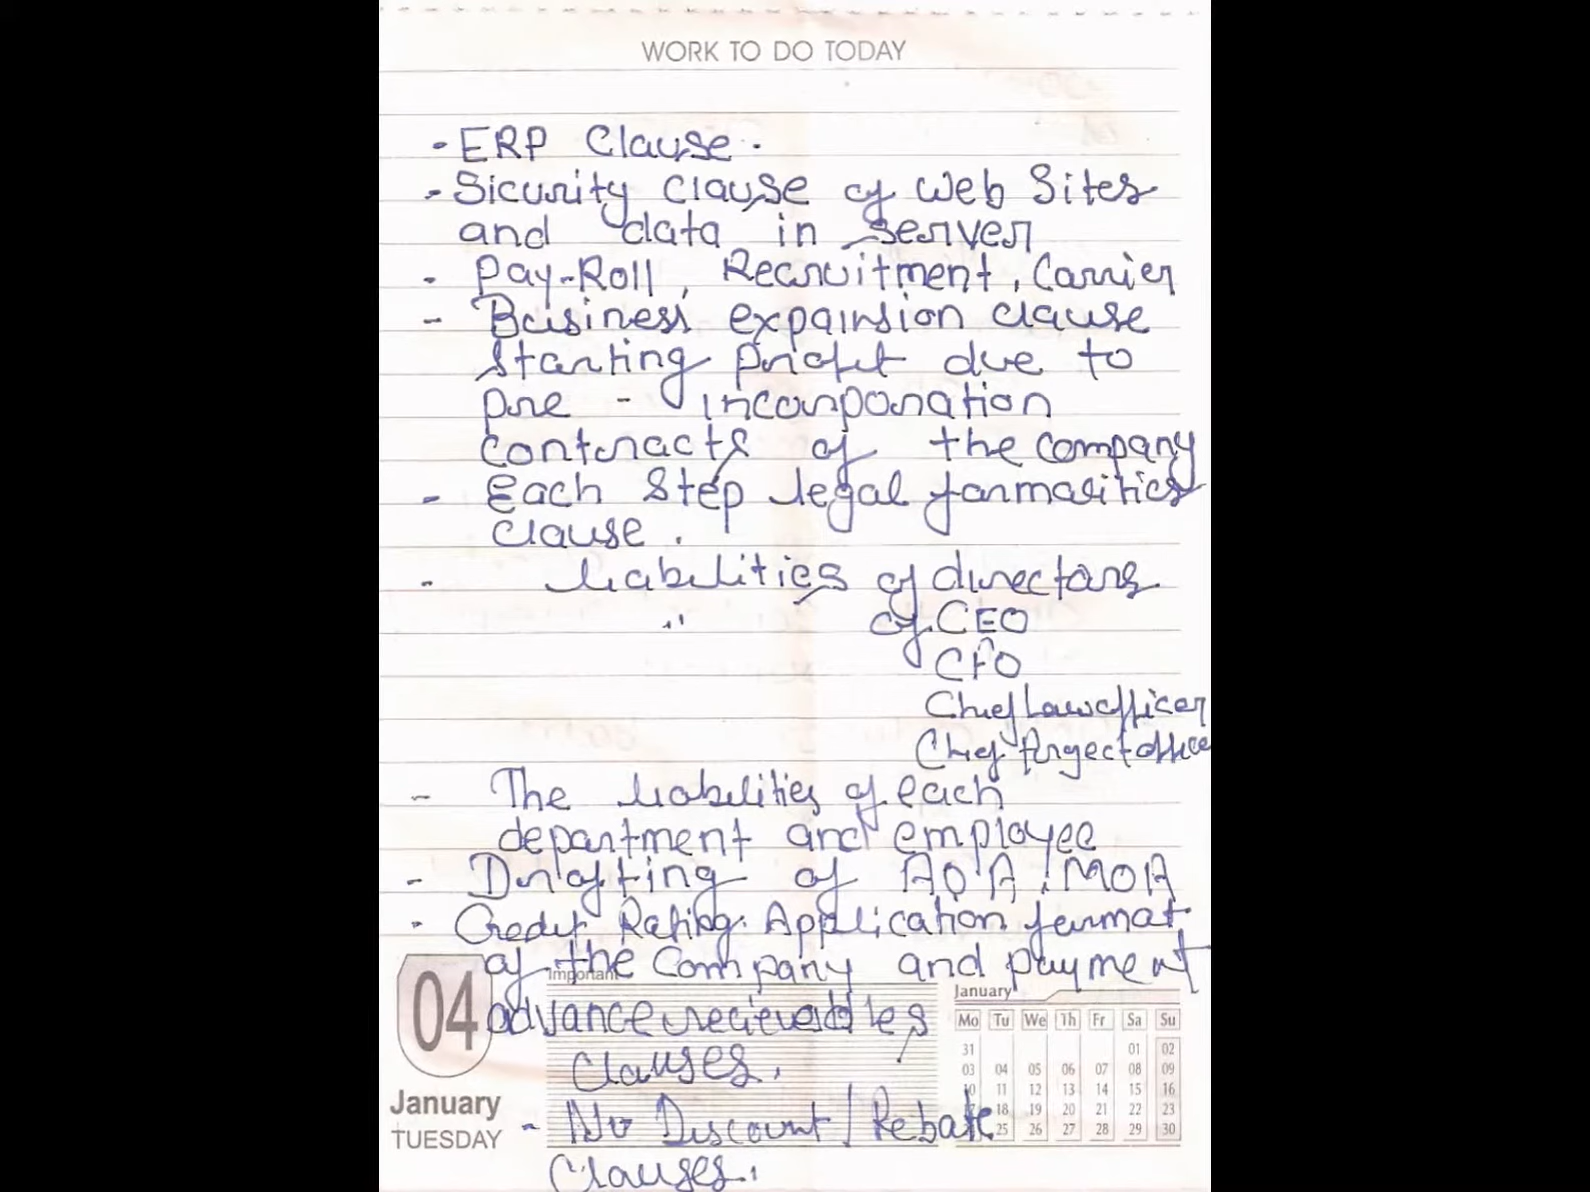 WORK TO DO TODAY
- ERP Clause.
- Sicurity Clause of Web Sites
and data in server
- Pay-Roll, Recruitment, Carrier
- Business expainsion clause
starting profit due to
pre - incorporation
contracts of the company
- Each step legal formalities
clause.
- liabilities of directors
" of CEO
CFO
Chief Law officer
Chief Project office
- The liabilities of each
department and employee
- Drafting of AOA, MOA
- Credit Rating Application format
of the Company and payment
Important
advance recieveables
clauses.
- No Discount / Rebate
Clauses.
04
January
TUESDAY
January
Mo Tu We Th Fr Sa Su
31 01 02
03 04 05 06 07 08 09
10 11 12 13 14 15 16
18 19 20 21 22 23
25 26 27 28 29 30